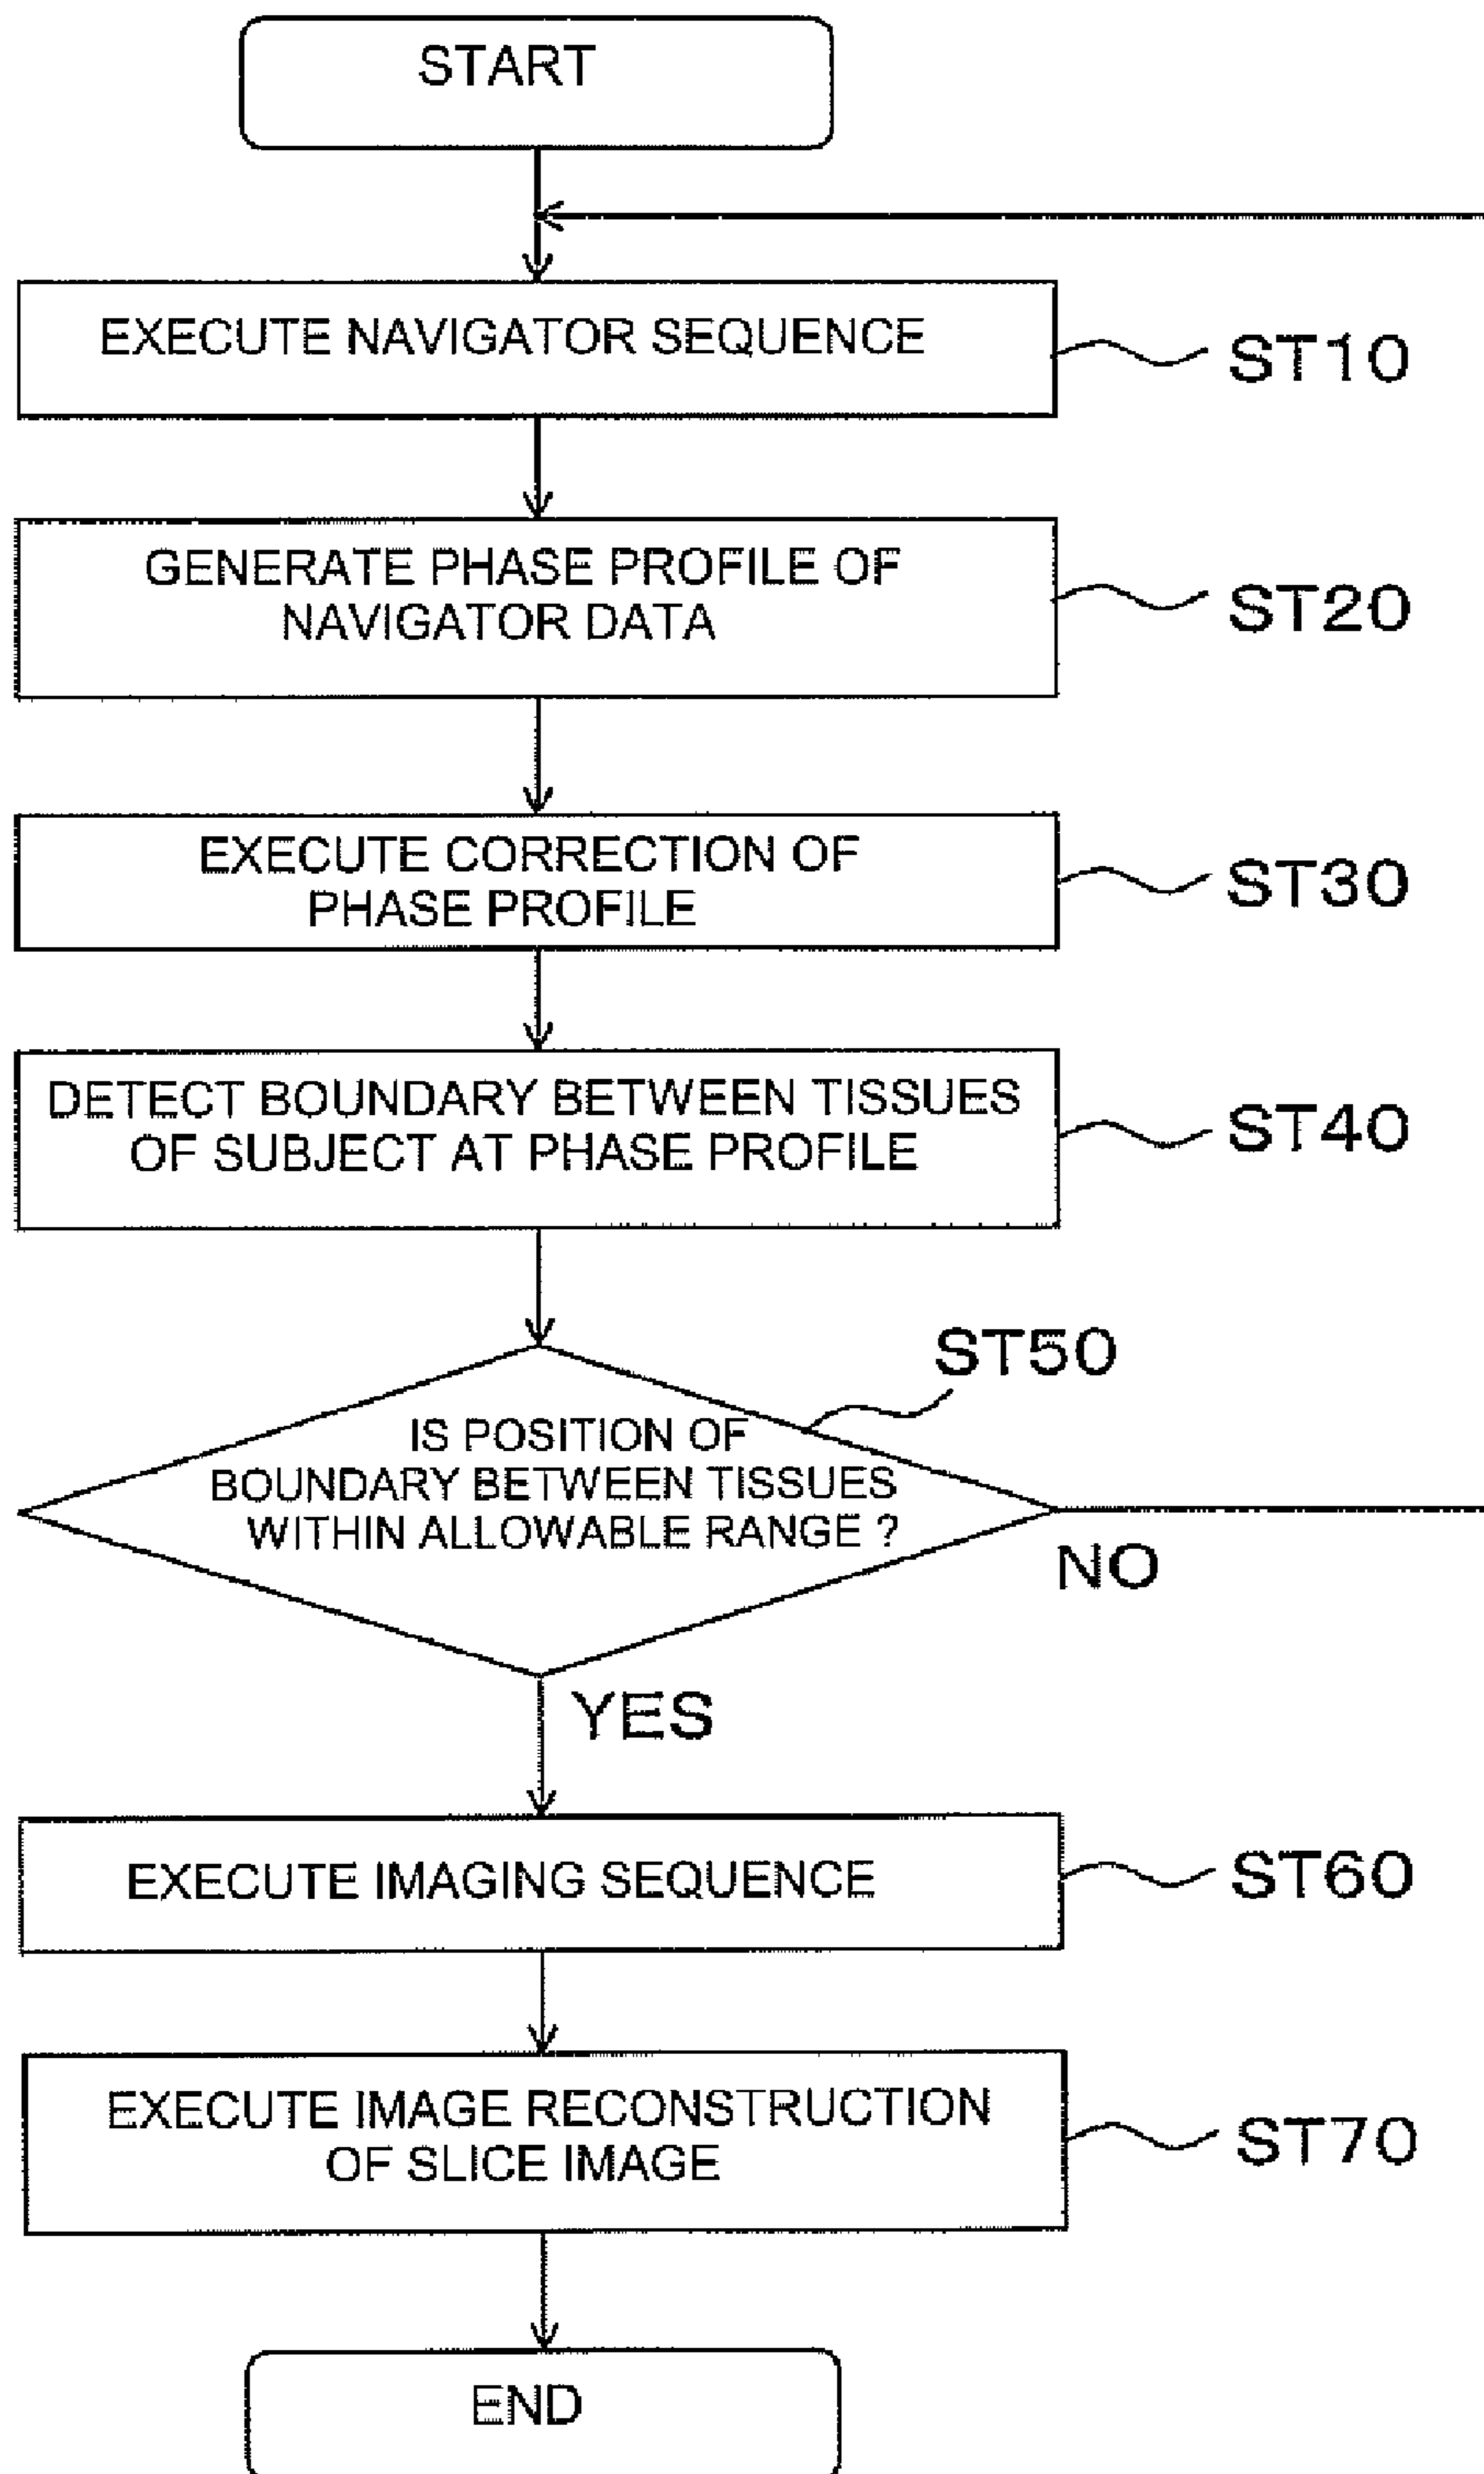 START
EXECUTE NAVIGATOR SEQUENCE
ST10
GENERATE PHASE PROFILE OF
NAVIGATOR DATA
ST20
EXECUTE CORRECTION OF
PHASE PROFILE
ST30
DETECT BOUNDARY BETWEEN TISSUES
OF SUBJECT AT PHASE PROFILE
ST40
ST50
IS POSITION OF
BOUNDARY BETWEEN TISSUES
WITHIN ALLOWABLE RANGE ?
NO
YES
EXECUTE IMAGING SEQUENCE
ST60
EXECUTE IMAGE RECONSTRUCTION
OF SLICE IMAGE
ST70
END